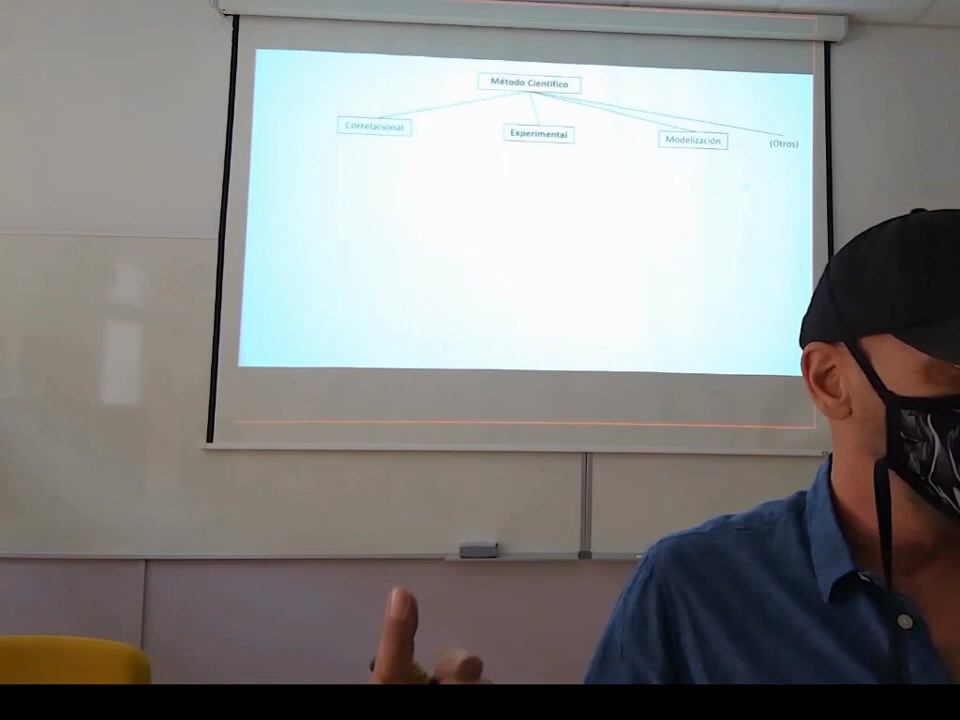 Método Científico
Correlacional
Experimental
Modelización
(Otros)